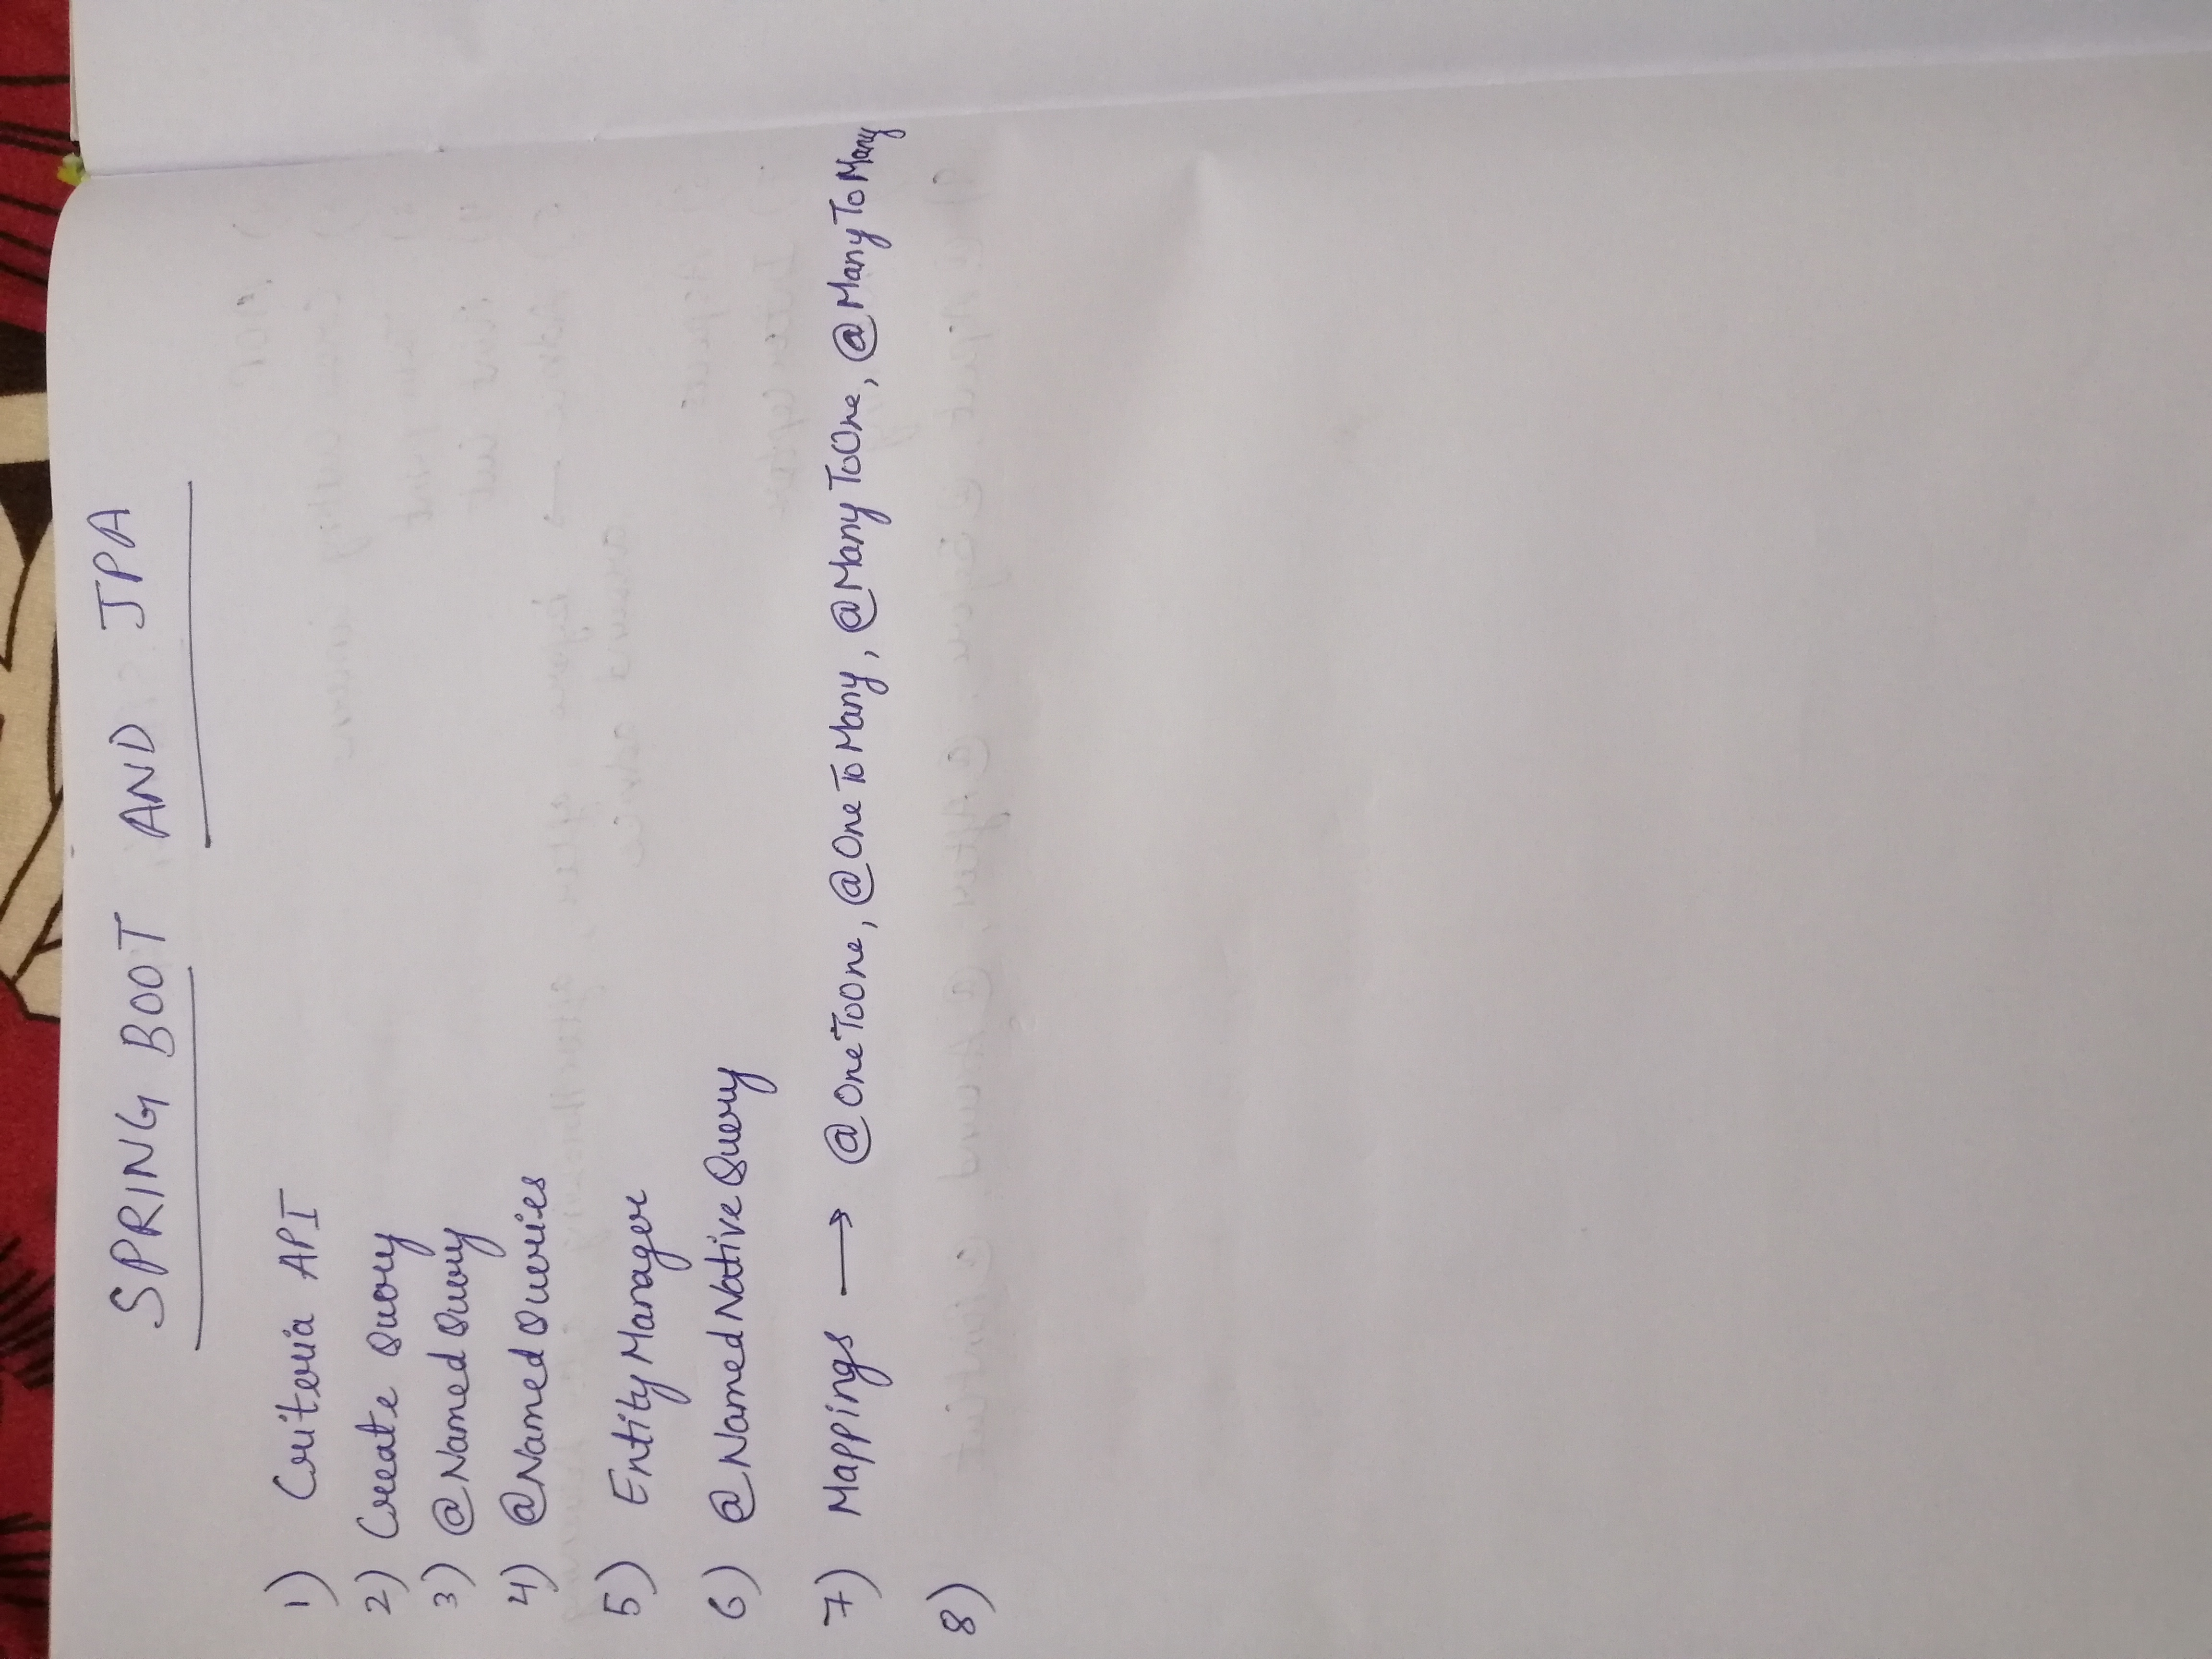 SPRING BOOT AND JPA
1) Criteria API
2) Create Query
3) @NamedQuery
4) @NamedQueries
5) EntityManager
6) @NamedNativeQuery
7) Mappings → @OneToOne, @OneToMany, @ManyToOne, @ManyToMany
8)